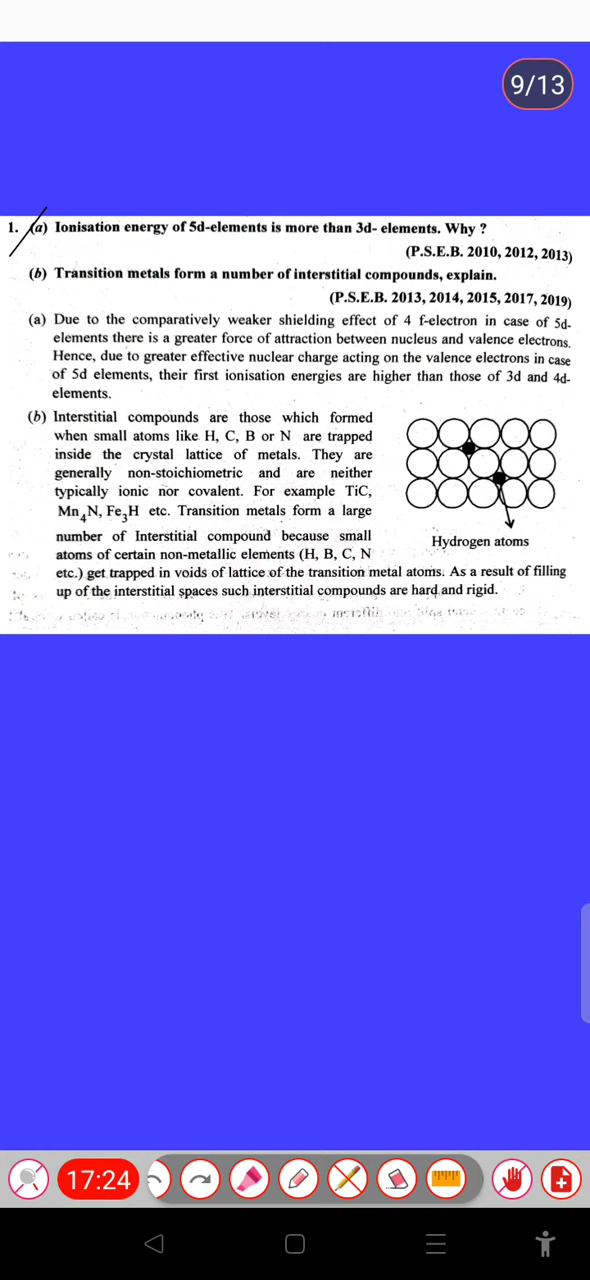 9/13
1. (a) Ionisation energy of 5d-elements is more than 3d- elements. Why ?
(P.S.E.B. 2010, 2012, 2013)
(b) Transition metals form a number of interstitial compounds, explain.
(P.S.E.B. 2013, 2014, 2015, 2017, 2019)
(a) Due to the comparatively weaker shielding effect of 4 f-electron in case of 5d-
elements there is a greater force of attraction between nucleus and valence electrons.
Hence, due to greater effective nuclear charge acting on the valence electrons in case
of 5d elements, their first ionisation energies are higher than those of 3d and 4d-
elements.
(b) Interstitial compounds are those which formed
when small atoms like H, C, B or N are trapped
inside the crystal lattice of metals. They are
generally non-stoichiometric and are neither
typically ionic nor covalent. For example TiC,
Mn₄N, Fe₃H etc. Transition metals form a large
number of Interstitial compound because small
atoms of certain non-metallic elements (H, B, C, N
etc.) get trapped in voids of lattice of the transition metal atoms. As a result of filling
up of the interstitial spaces such interstitial compounds are hard and rigid.
Hydrogen atoms
17:24